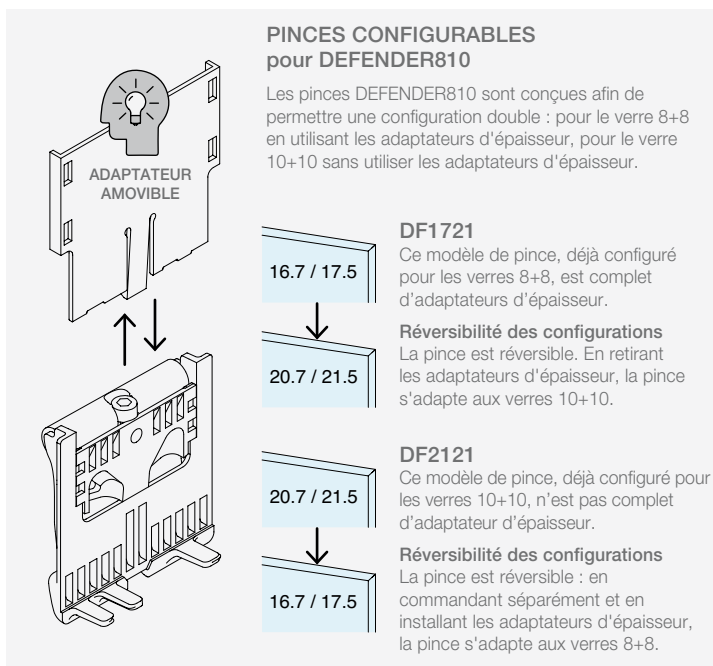 PINCES CONFIGURABLES
pour DEFENDER810
Les pinces DEFENDER810 sont conçues afin de
permettre une configuration double : pour le verre 8+8
en utilisant les adaptateurs d'épaisseur, pour le verre
10+10 sans utiliser les adaptateurs d'épaisseur.
ADAPTATEUR
AMOVIBLE
16.7 / 17.5
20.7 / 21.5
DF1721
Ce modèle de pince, déjà configuré
pour les verres 8+8, est complet
d’adaptateurs d’épaisseur.
Réversibilité des configurations
La pince est réversible. En retirant
les adaptateurs d'épaisseur, la pince
s'adapte aux verres 10+10.
20.7 / 21.5
16.7 / 17.5
DF2121
Ce modèle de pince, déjà configuré pour
les verres 10+10, n’est pas complet
d’adaptateur d’épaisseur.
Réversibilité des configurations
La pince est réversible : en
commandant séparément et en
installant les adaptateurs d'épaisseur,
la pince s'adapte aux verres 8+8.